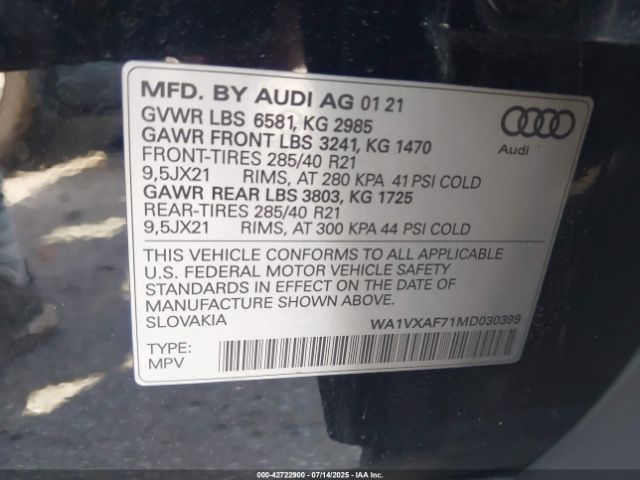 MFD. BY AUDI AG 01 21
GVWR LBS 6581, KG 2985
GAWR FRONT LBS 3241, KG 1470
FRONT-TIRES 285/40 R21
9,5JX21 RIMS, AT 280 KPA 41 PSI COLD
GAWR REAR LBS 3803, KG 1725
REAR-TIRES 285/40 R21
9,5JX21 RIMS, AT 300 KPA 44 PSI COLD
Audi
THIS VEHICLE CONFORMS TO ALL APPLICABLE
U.S. FEDERAL MOTOR VEHICLE SAFETY
STANDARDS IN EFFECT ON THE DATE OF
MANUFACTURE SHOWN ABOVE.
SLOVAKIA WA1VXAF71MD030399
TYPE:
MPV
000-42722900 07/14/2025 IAA Inc.